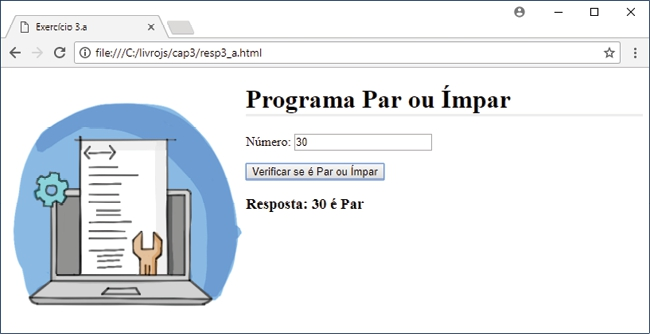 Exercício 3.a
file:///C:/livrojs/cap3/resp3_a.html
Programa Par ou Ímpar
Número: 30
Verificar se é Par ou Ímpar
Resposta: 30 é Par